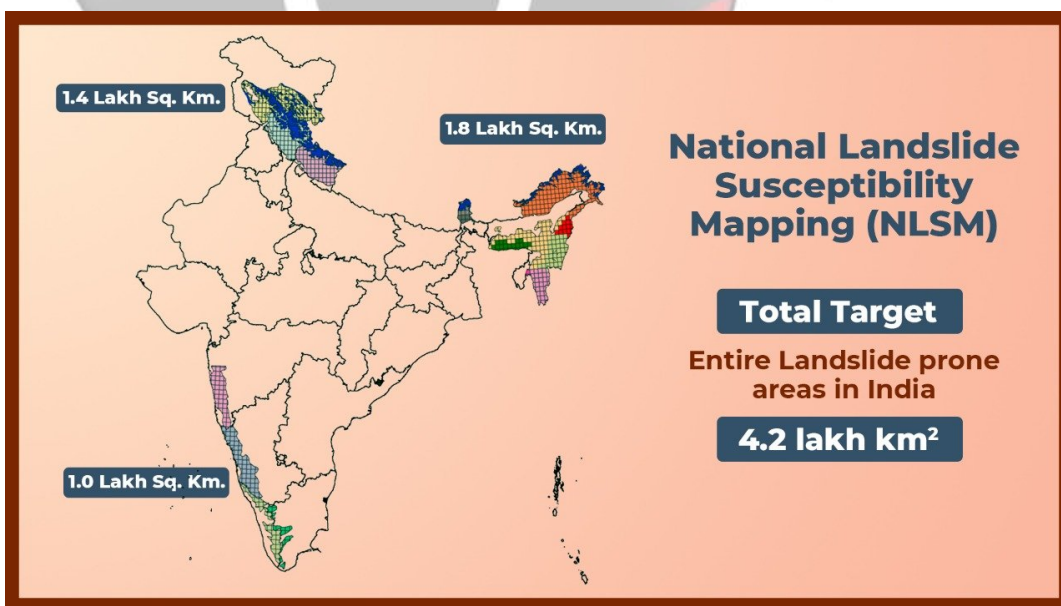 1.4 Lakh Sq. Km.
1.8 Lakh Sq. Km.
1.0 Lakh Sq. Km.
National Landslide
Susceptibility
Mapping (NLSM)
Total Target
Entire Landslide prone
areas in India
4.2 lakh km²